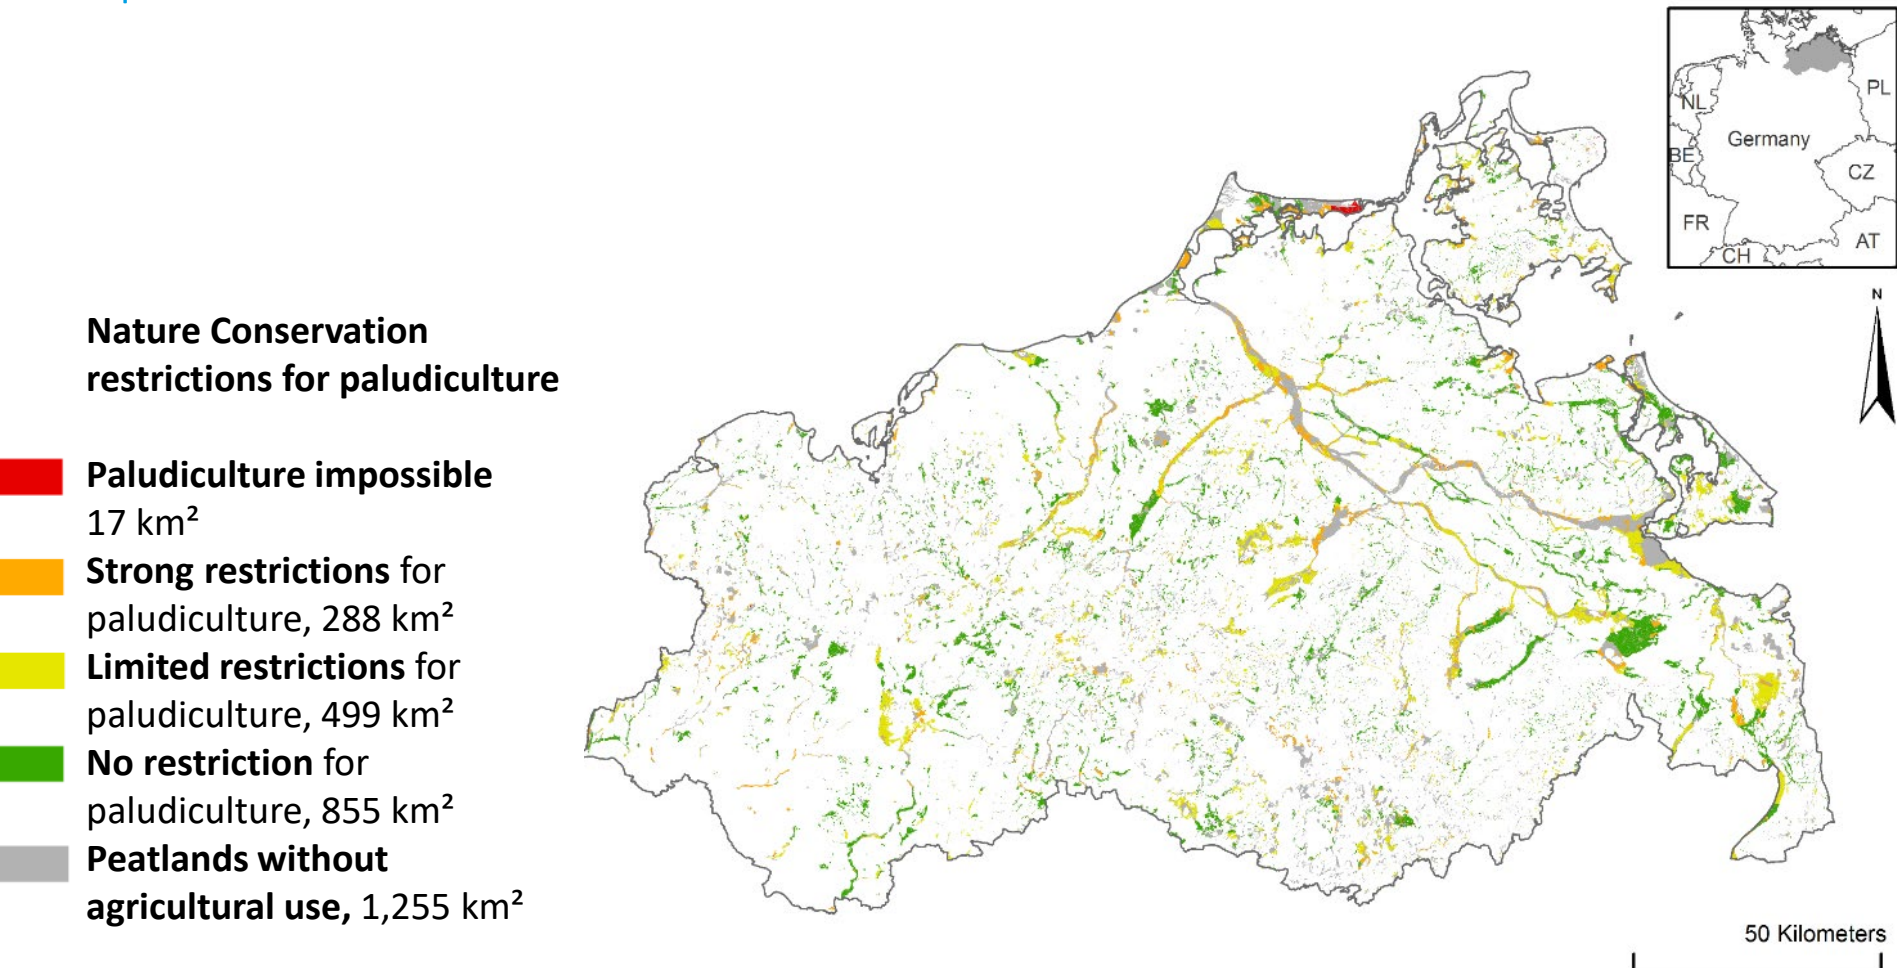 Nature Conservation
restrictions for paludiculture
Paludiculture impossible
17 km²
Strong restrictions for
paludiculture, 288 km²
Limited restrictions for
paludiculture, 499 km²
No restriction for
paludiculture, 855 km²
Peatlands without
agricultural use, 1,255 km²
NL
PL
Germany
BE
CZ
FR
AT
CH
N
50 Kilometers